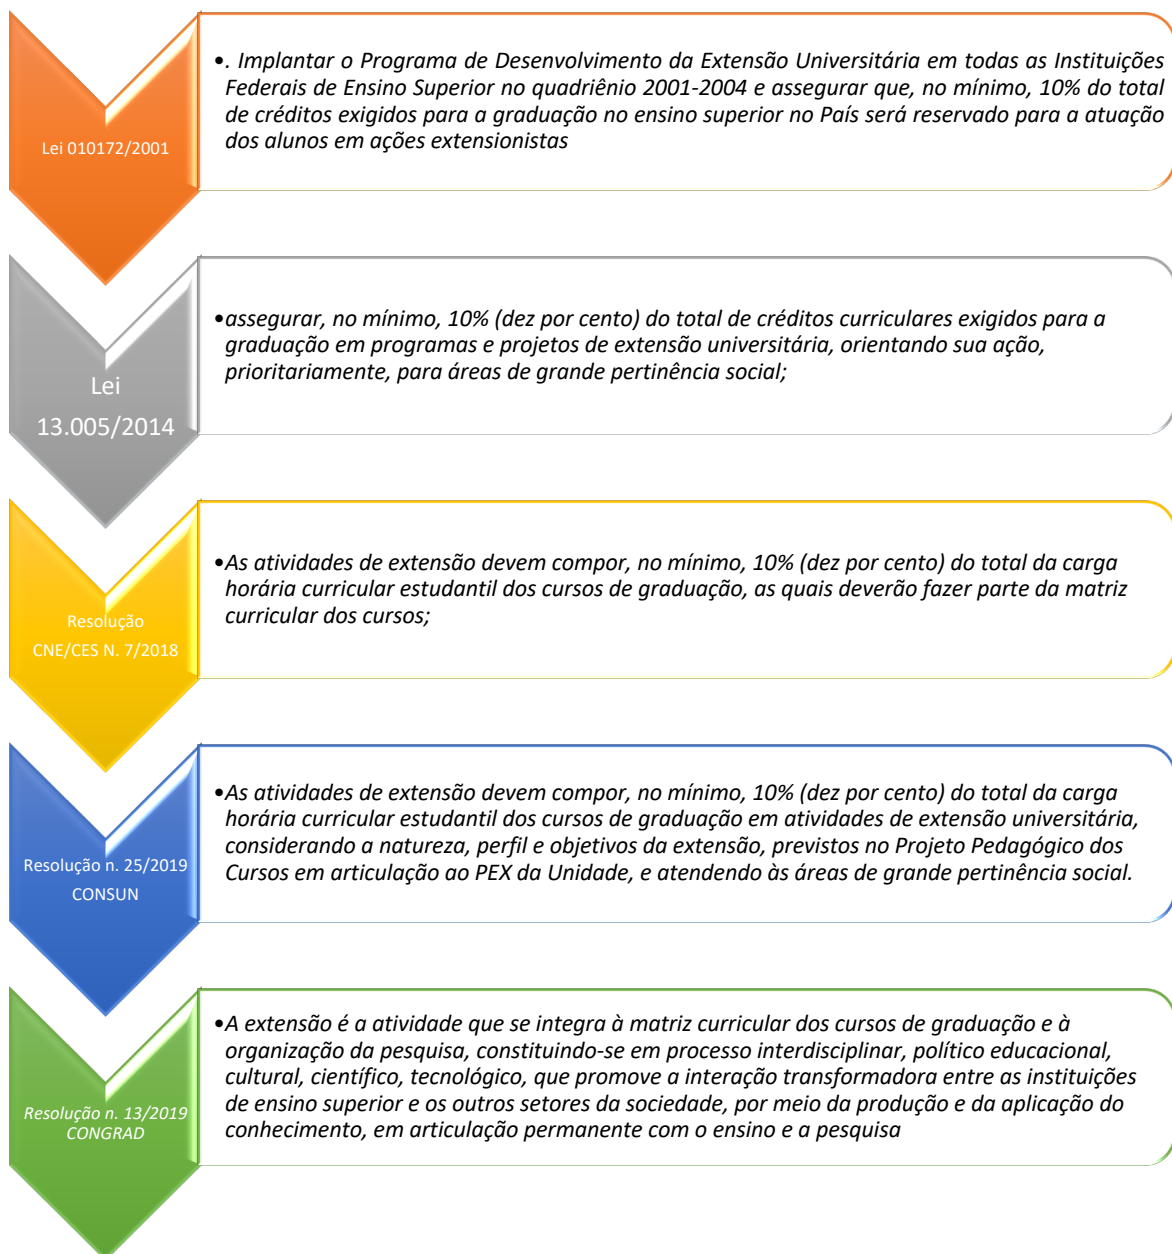 •. Implantar o Programa de Desenvolvimento da Extensão Universitária em todas as Instituições
Federais de Ensino Superior no quadriênio 2001-2004 e assegurar que, no mínimo, 10% do total
de créditos exigidos para a graduação no ensino superior no País será reservado para a atuação
dos alunos em ações extensionistas
Lei 010172/2001
•assegurar, no mínimo, 10% (dez por cento) do total de créditos curriculares exigidos para a
graduação em programas e projetos de extensão universitária, orientando sua ação,
prioritariamente, para áreas de grande pertinência social;
Lei
13.005/2014
•As atividades de extensão devem compor, no mínimo, 10% (dez por cento) do total da carga
horária curricular estudantil dos cursos de graduação, as quais deverão fazer parte da matriz
curricular dos cursos;
Resolução
CNE/CES N. 7/2018
•As atividades de extensão devem compor, no mínimo, 10% (dez por cento) do total da carga
horária curricular estudantil dos cursos de graduação em atividades de extensão universitária,
considerando a natureza, perfil e objetivos da extensão, previstos no Projeto Pedagógico dos
Cursos em articulação ao PEX da Unidade, e atendendo às áreas de grande pertinência social.
Resolução n. 25/2019
CONSUN
•A extensão é a atividade que se integra à matriz curricular dos cursos de graduação e à
organização da pesquisa, constituindo-se em processo interdisciplinar, político educacional,
cultural, científico, tecnológico, que promove a interação transformadora entre as instituições
de ensino superior e os outros setores da sociedade, por meio da produção e da aplicação do
conhecimento, em articulação permanente com o ensino e a pesquisa
Resolução n. 13/2019
CONGRAD